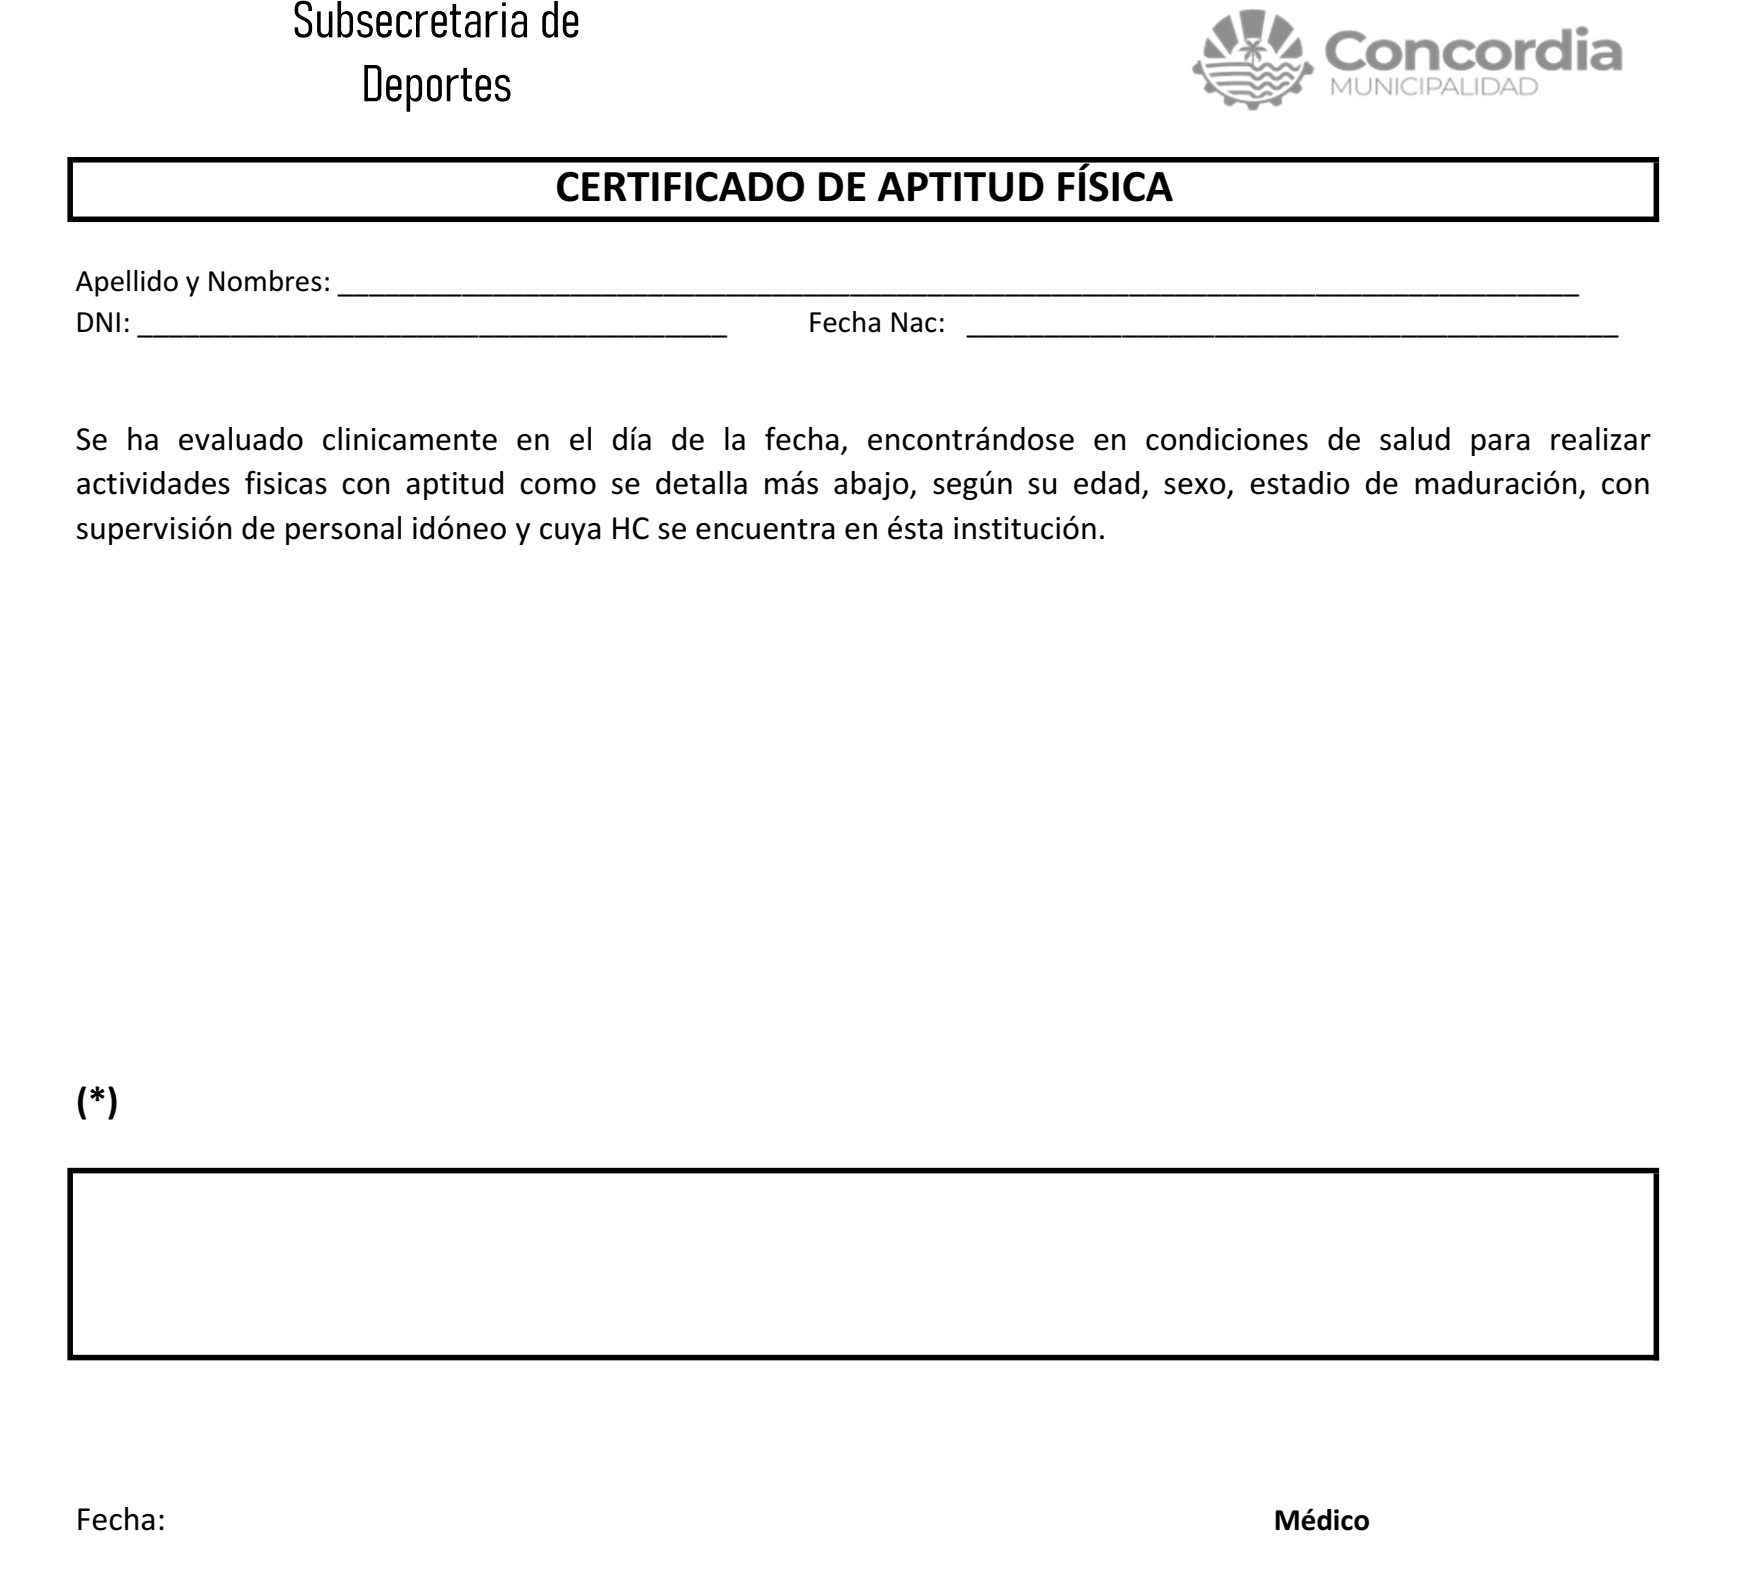 Subsecretaria de
Deportes
Concordia
MUNICIPALIDAD
CERTIFICADO DE APTITUD FÍSICA
Apellido y Nombres: ________________________________________________________________________________
DNI: ______________________________________ Fecha Nac: __________________________________________
Se ha evaluado clinicamente en el día de la fecha, encontrándose en condiciones de salud para realizar
actividades fisicas con aptitud como se detalla más abajo, según su edad, sexo, estadio de maduración, con
supervisión de personal idóneo y cuya HC se encuentra en ésta institución.
(*)
Fecha: Médico